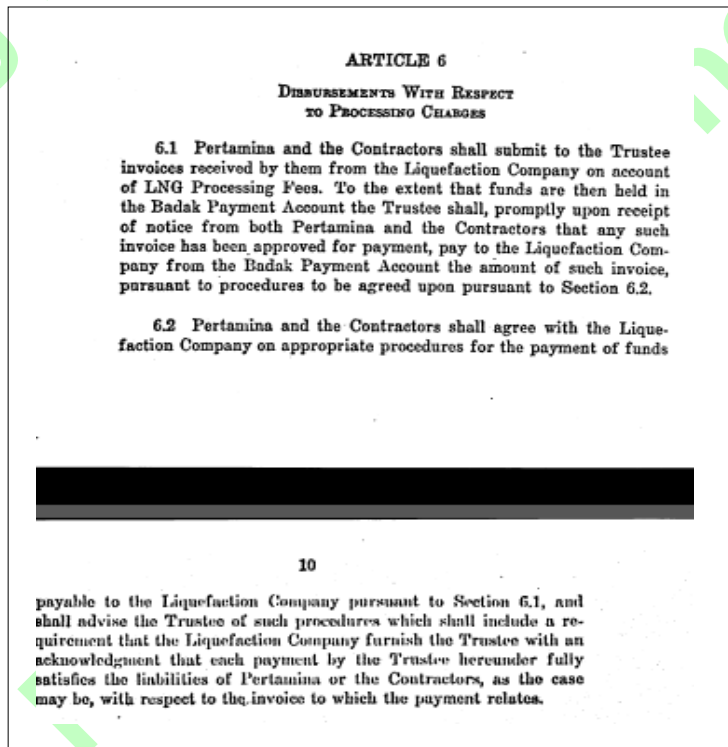 ARTICLE 6
DISBURSEMENTS WITH RESPECT
TO PROCESSING CHARGES
6.1 Pertamina and the Contractors shall submit to the Trustee
invoices received by them from the Liquefaction Company on account
of LNG Processing Fees. To the extent that funds are then held in
the Badak Payment Account the Trustee shall, promptly upon receipt
of notice from both Pertamina and the Contractors that any such
invoice has been approved for payment, pay to the Liquefaction Com-
pany from the Badak Payment Account the amount of such invoice,
pursuant to procedures to be agreed upon pursuant to Section 6.2.
6.2 Pertamina and the Contractors shall agree with the Lique-
faction Company on appropriate procedures for the payment of funds
10
payable to the Liquefaction Company pursuant to Section 6.1, and
shall advise the Trustee of such procedures which shall include a re-
quirement that the Liquefaction Company furnish the Trustee with an
acknowledgment that each payment by the Trustee hereunder fully
satisfies the liabilities of Pertamina or the Contractors, as the case
may be, with respect to the invoice to which the payment relates.